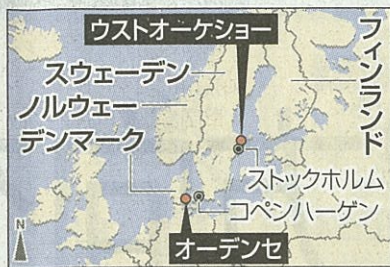 ウストオーケショー
スウェーデン
ノルウェー
デンマーク
フィンランド
ストックホルム
コペンハーゲン
オーデンセ
N